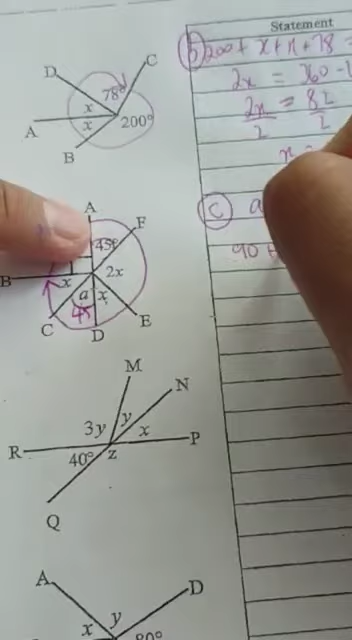 Statement
(b) 200 + x + x + 78 =
2x = 360 -
2x = 82
2 2
C
D
78°
x
A
x
200°
B
(c) a
90 +
A
F
45°
2x
B
x
a
x
45
C
D
E
M
N
3y
y
x
R
P
40°
z
Q
A
D
y
x
80°